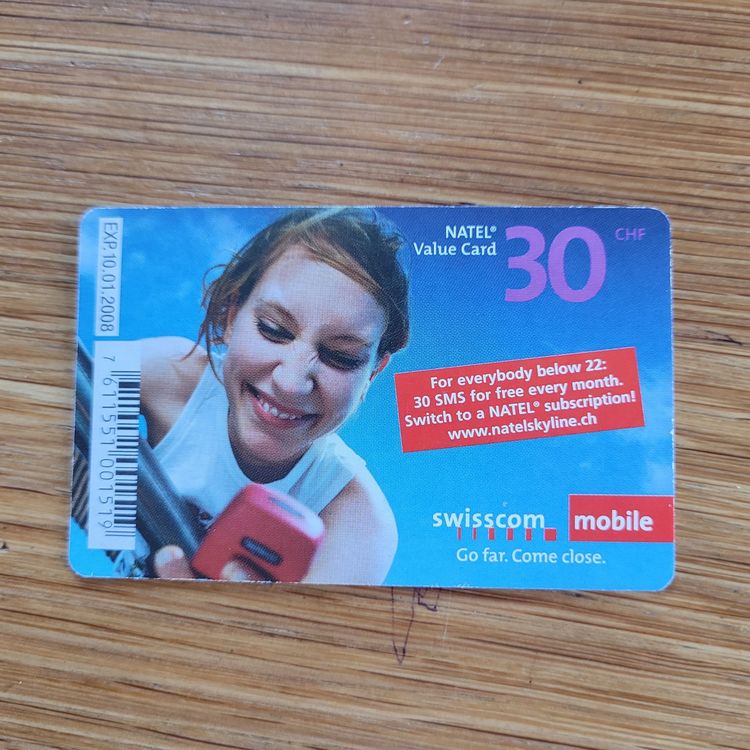 EXP.10.01.2008
7 611551 001519
NATEL®
Value Card
30 CHF
For everybody below 22:
30 SMS for free every month.
Switch to a NATEL® subscription!
www.natelskyline.ch
swisscom mobile
Go far. Come close.